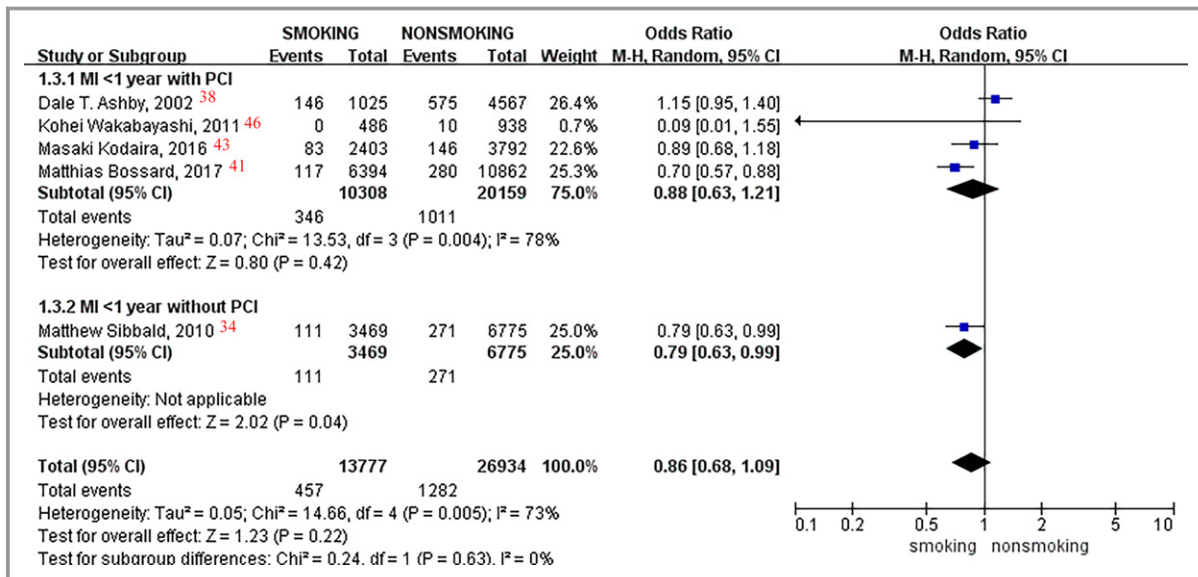 SMOKING NONSMOKING Odds Ratio Odds Ratio
Study or Subgroup Events Total Events Total Weight M-H, Random, 95% CI M-H, Random, 95% CI
1.3.1 MI <1 year with PCI
Dale T. Ashby, 2002 38 146 1025 575 4567 26.4% 1.15 [0.95, 1.40]
Kohei Wakabayashi, 2011 46 0 486 10 938 0.7% 0.09 [0.01, 1.55]
Masaki Kodaira, 2016 43 83 2403 146 3792 22.6% 0.89 [0.68, 1.18]
Matthias Bossard, 2017 41 117 6394 280 10862 25.3% 0.70 [0.57, 0.88]
Subtotal (95% CI) 10308 20159 75.0% 0.88 [0.63, 1.21]
Total events 346 1011
Heterogeneity: Tau² = 0.07; Chi² = 13.53, df = 3 (P = 0.004); I² = 78%
Test for overall effect: Z = 0.80 (P = 0.42)
1.3.2 MI <1 year without PCI
Matthew Sibbald, 2010 34 111 3469 271 6775 25.0% 0.79 [0.63, 0.99]
Subtotal (95% CI) 3469 6775 25.0% 0.79 [0.63, 0.99]
Total events 111 271
Heterogeneity: Not applicable
Test for overall effect: Z = 2.02 (P = 0.04)
Total (95% CI) 13777 26934 100.0% 0.86 [0.68, 1.09]
Total events 457 1282
Heterogeneity: Tau² = 0.05; Chi² = 14.66, df = 4 (P = 0.005); I² = 73%
Test for overall effect: Z = 1.23 (P = 0.22)
Test for subgroup differences: Chi² = 0.24, df = 1 (P = 0.63), I² = 0%
0.1 0.2 0.5 1 2 5 10
smoking nonsmoking